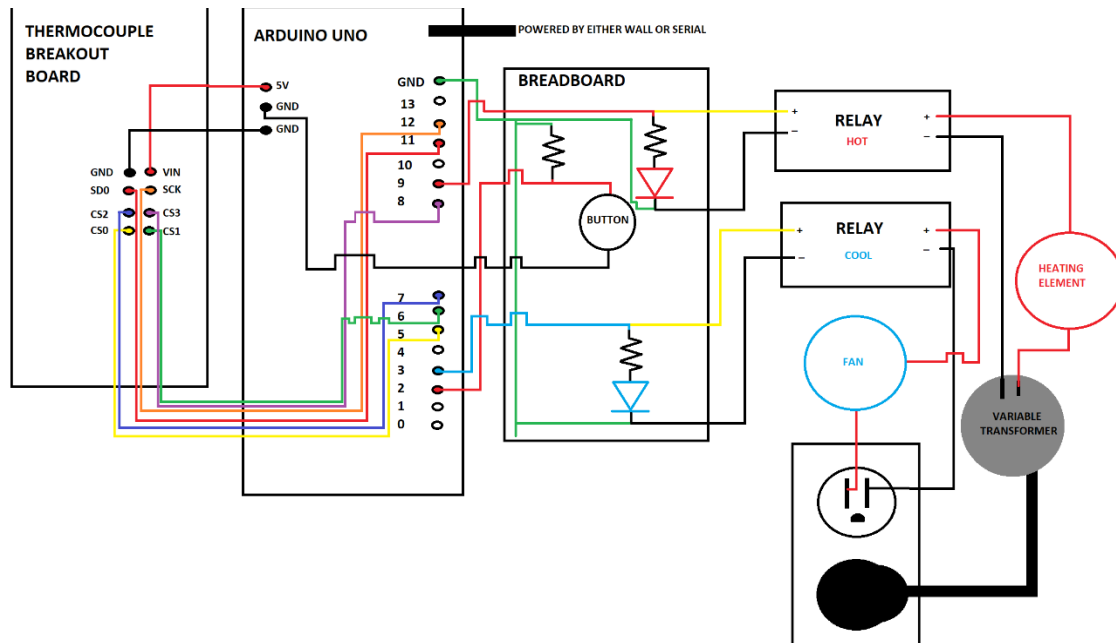 THERMOCOUPLE
BREAKOUT
BOARD
GND
VIN
SD0
SCK
CS2
CS3
CS0
CS1
ARDUINO UNO
5V
GND
GND
GND
13
12
11
10
9
8
7
6
5
4
3
2
1
0
POWERED BY EITHER WALL OR SERIAL
BREADBOARD
BUTTON
+
−
RELAY
HOT
+
−
+
−
RELAY
COOL
+
−
HEATING
ELEMENT
FAN
VARIABLE
TRANSFORMER